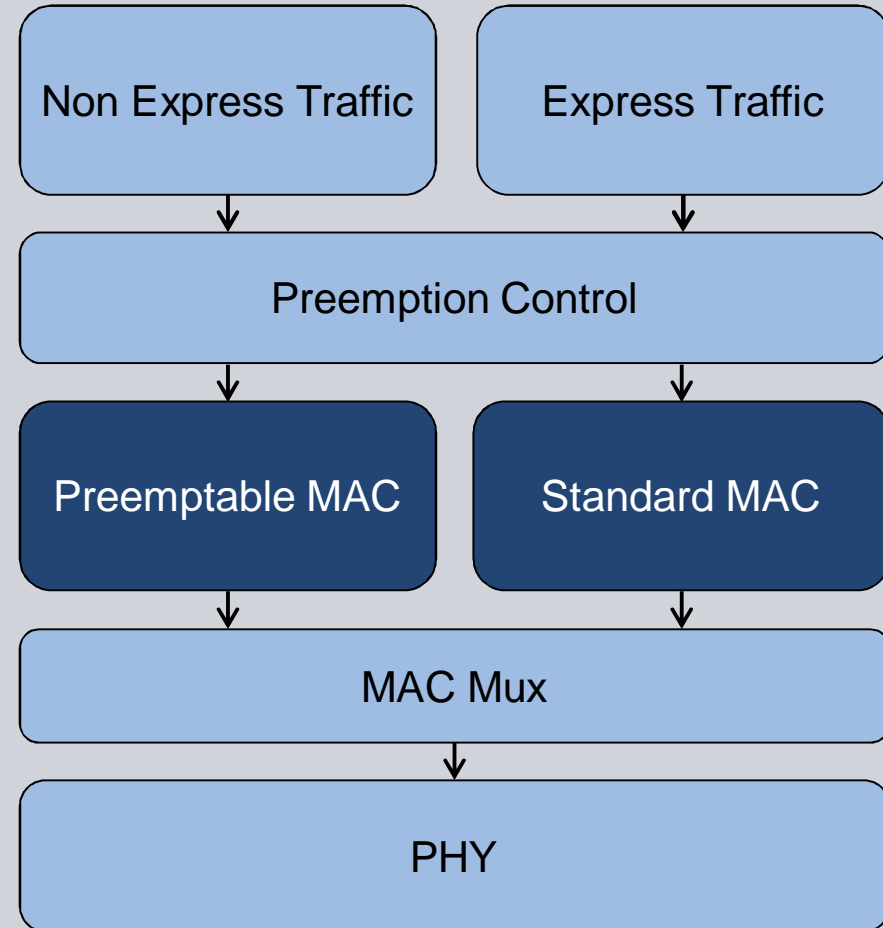 Non Express Traffic
Express Traffic
Preemption Control
Preemptable MAC
Standard MAC
MAC Mux
PHY